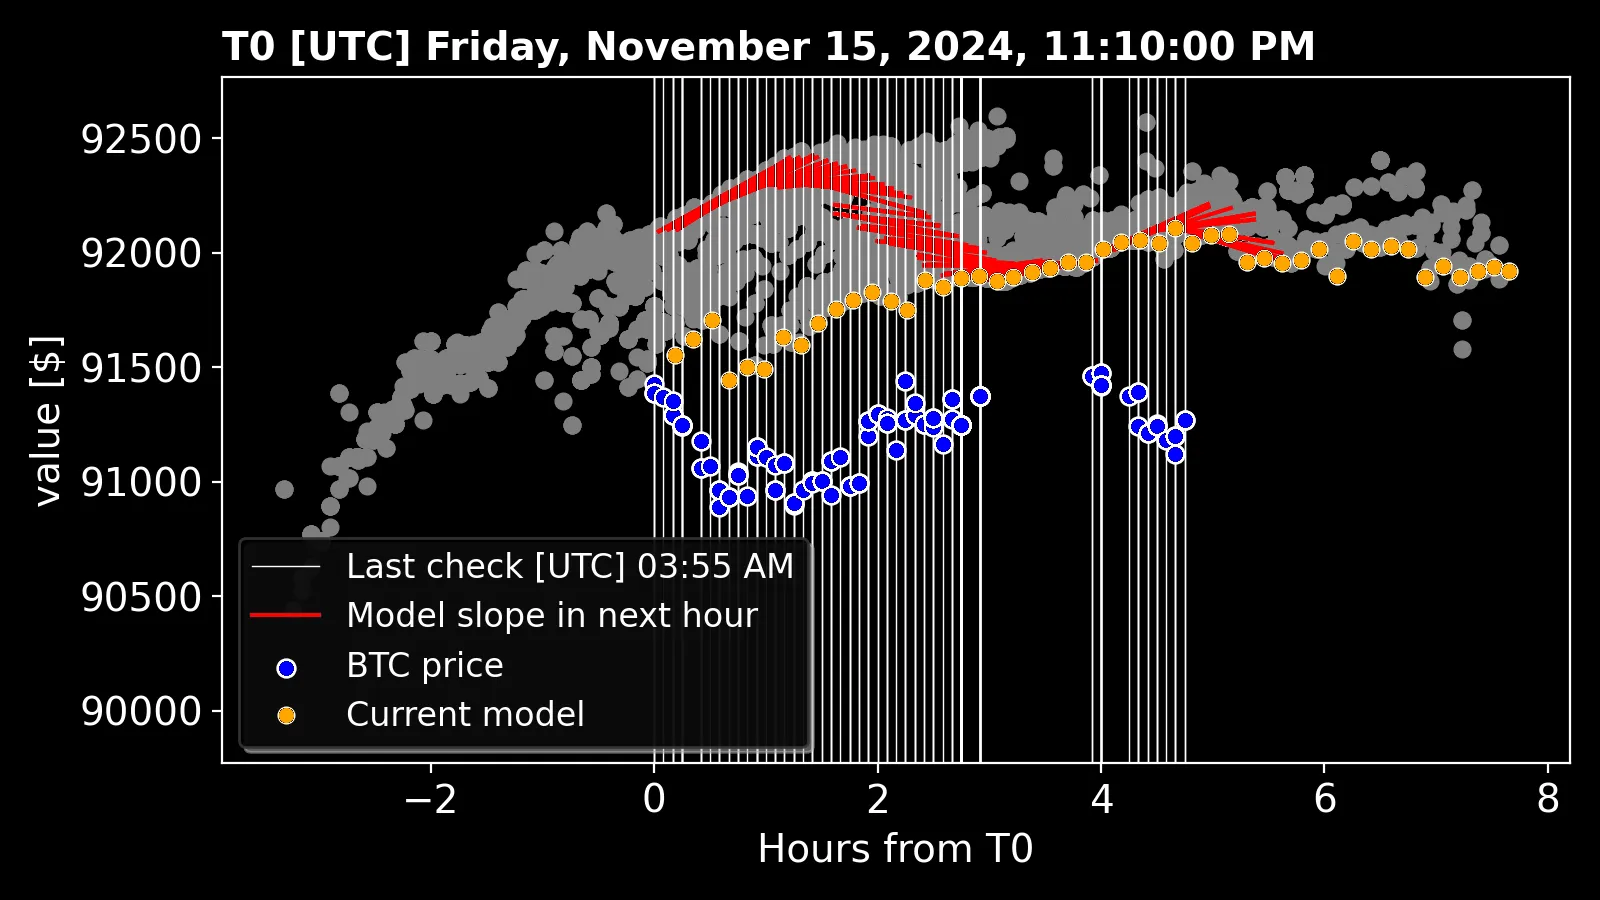 T0 [UTC] Friday, November 15, 2024, 11:10:00 PM
92500
92000
91500
91000
90500
90000
value [$]
Last check [UTC] 03:55 AM
Model slope in next hour
BTC price
Current model
−2 0 2 4 6 8
Hours from T0